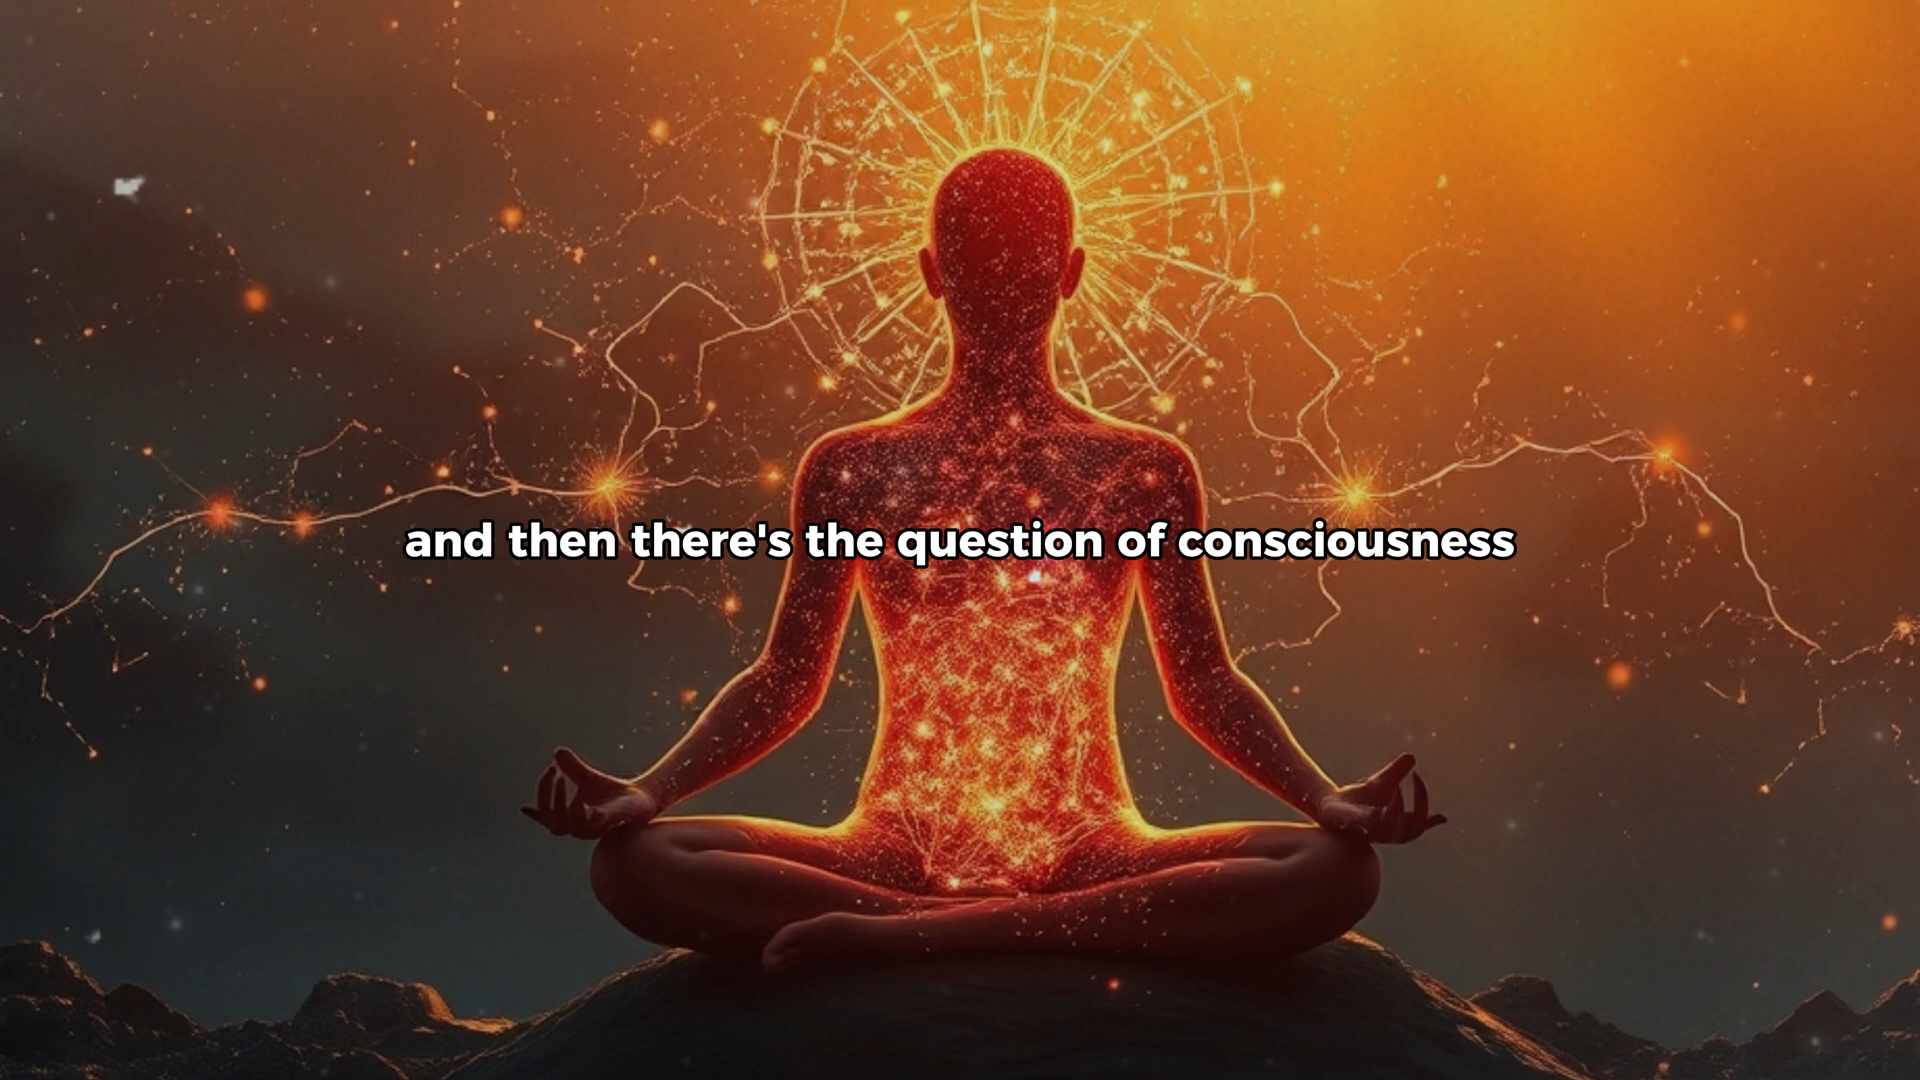 and then there's the question of consciousness